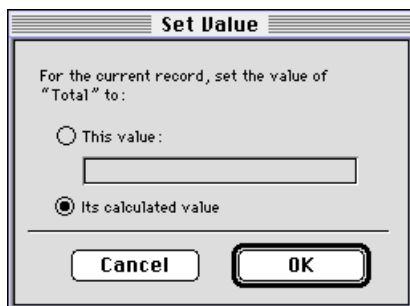 Set Value
For the current record, set the value of
"Total" to:
This value:
Its calculated value
Cancel OK